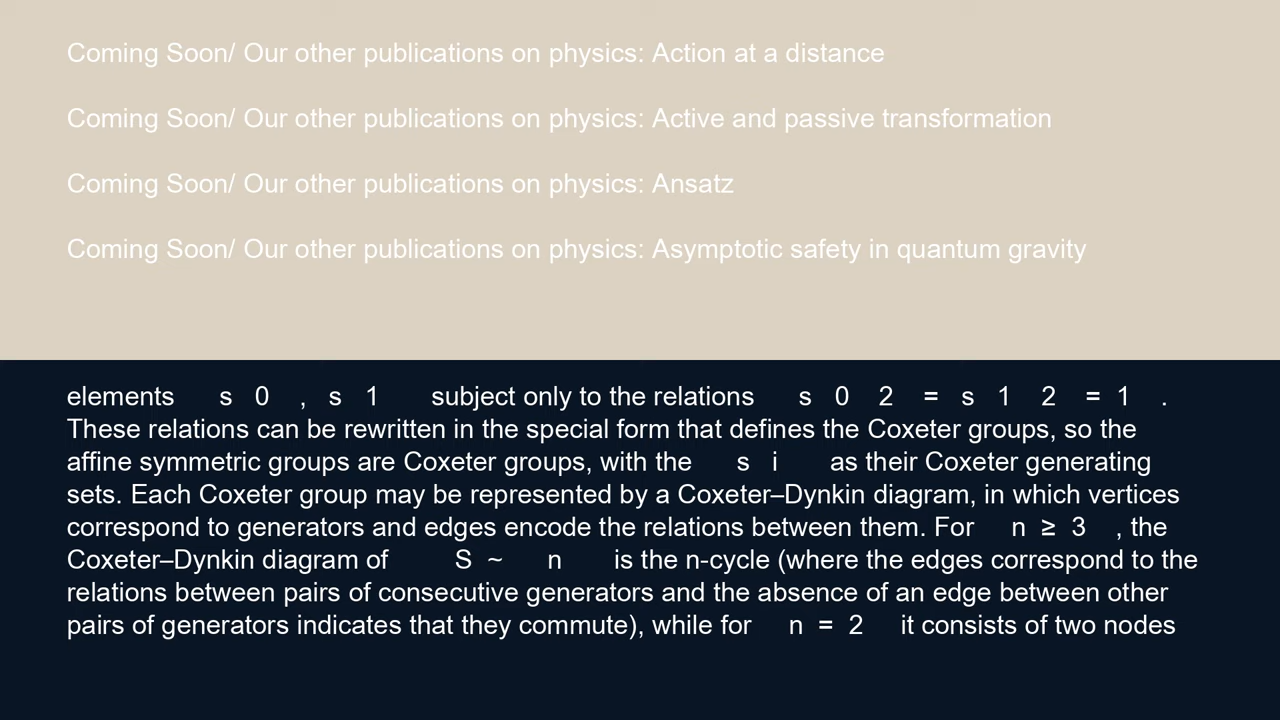 Coming Soon/ Our other publications on physics: Action at a distance
Coming Soon/ Our other publications on physics: Active and passive transformation
Coming Soon/ Our other publications on physics: Ansatz
Coming Soon/ Our other publications on physics: Asymptotic safety in quantum gravity
elements s 0 , s 1 subject only to the relations s 0 2 = s 1 2 = 1 .
These relations can be rewritten in the special form that defines the Coxeter groups, so the
affine symmetric groups are Coxeter groups, with the s i as their Coxeter generating
sets. Each Coxeter group may be represented by a Coxeter–Dynkin diagram, in which vertices
correspond to generators and edges encode the relations between them. For n ≥ 3 , the
Coxeter–Dynkin diagram of S ~ n is the n-cycle (where the edges correspond to the
relations between pairs of consecutive generators and the absence of an edge between other
pairs of generators indicates that they commute), while for n = 2 it consists of two nodes